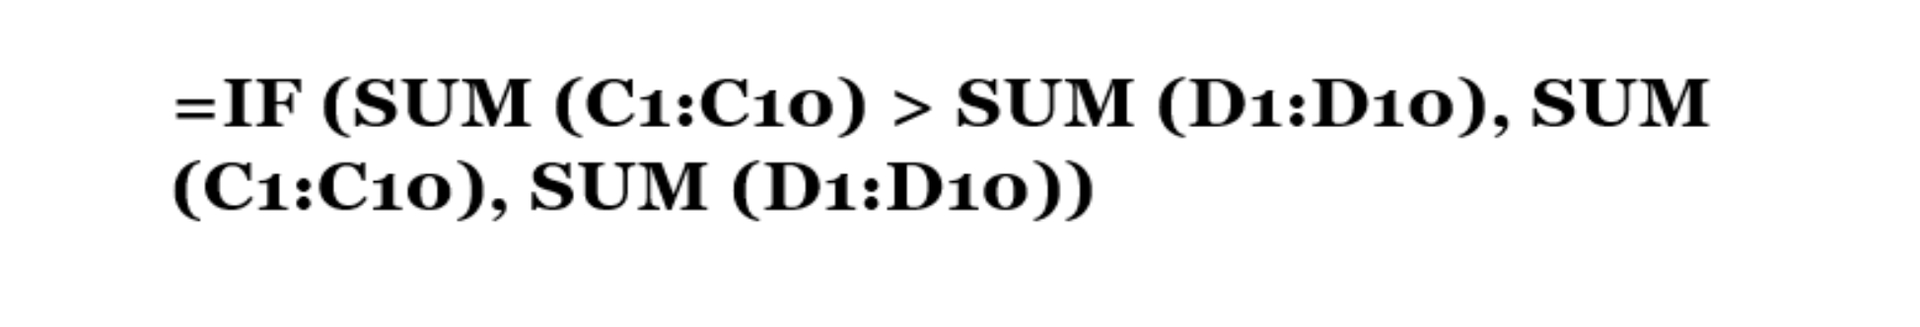 =IF (SUM (C1:C10) > SUM (D1:D10), SUM
(C1:C10), SUM (D1:D10))